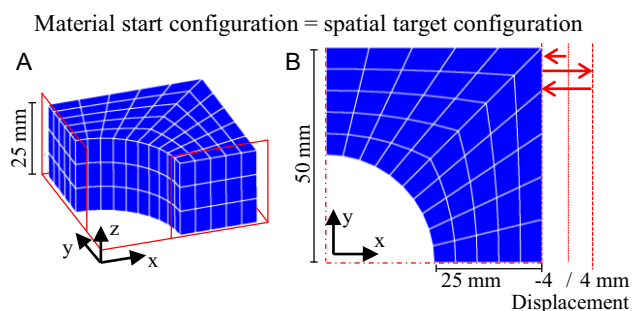 Material start configuration = spatial target configuration
A
B
25 mm
50 mm
z
y
x
y
x
25 mm
-4 / 4 mm
Displacement